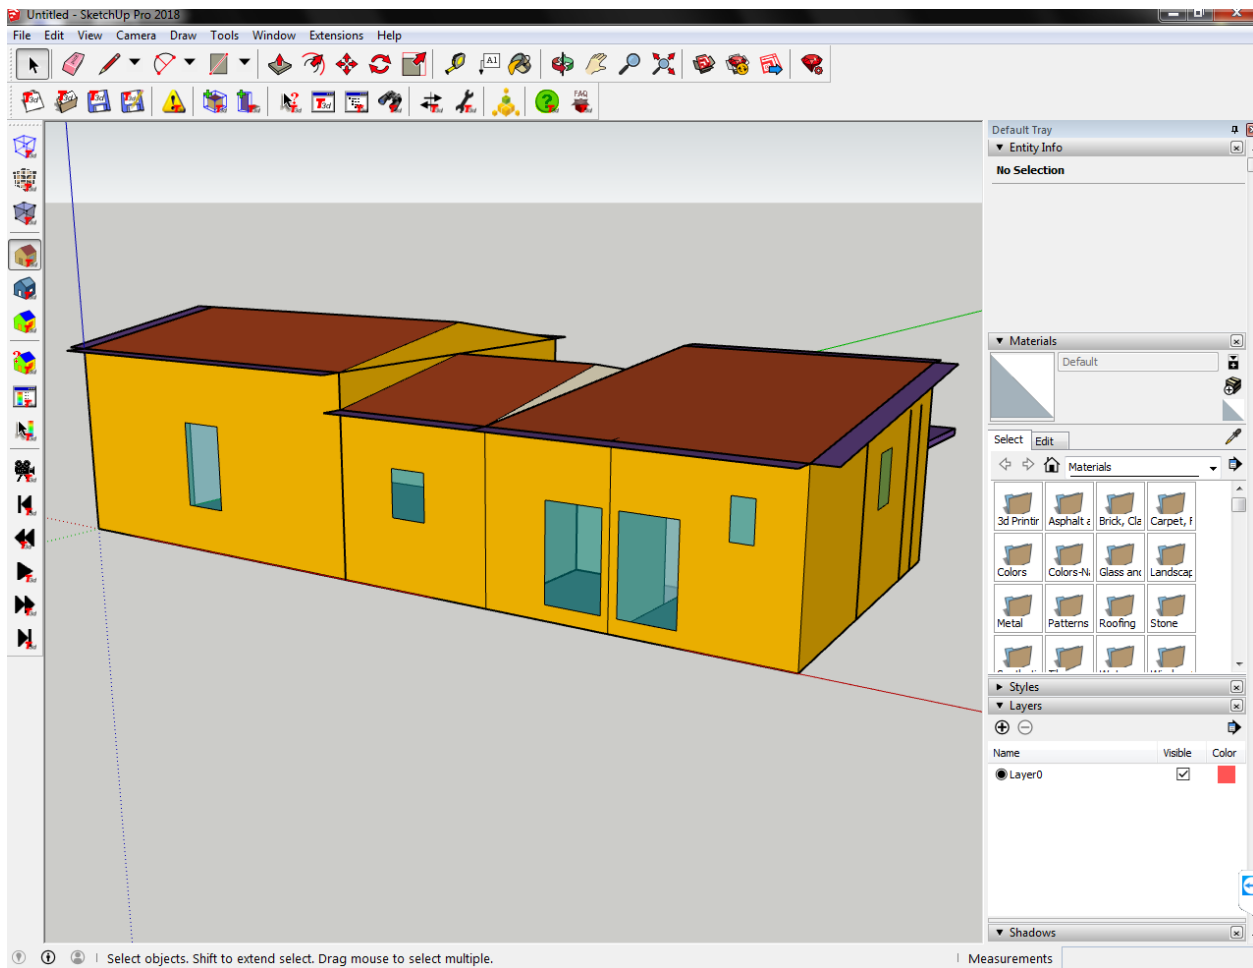 Untitled - SketchUp Pro 2018
File Edit View Camera Draw Tools Window Extensions Help
A1
FAQ
Default Tray
Entity Info
No Selection
Materials
Default
Select Edit
Materials
3d Printir Asphalt a Brick, Cla Carpet, F
Colors Colors-Na Glass and Landscap
Metal Patterns Roofing Stone
Styles
Layers
Name Visible Color
Layer0
Shadows
Select objects. Shift to extend select. Drag mouse to select multiple.
Measurements